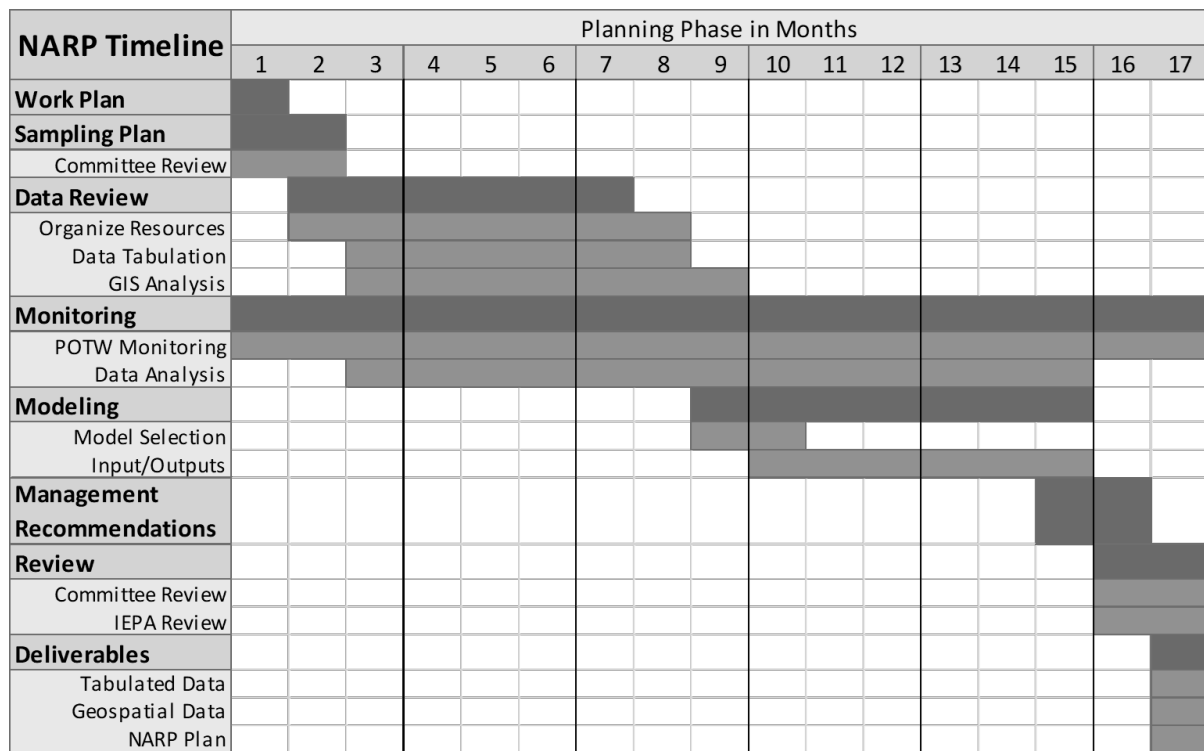 NARP Timeline
Planning Phase in Months
1 2 3 4 5 6 7 8 9 10 11 12 13 14 15 16 17
Work Plan
Sampling Plan
Committee Review
Data Review
Organize Resources
Data Tabulation
GIS Analysis
Monitoring
POTW Monitoring
Data Analysis
Modeling
Model Selection
Input/Outputs
Management
Recommendations
Review
Committee Review
IEPA Review
Deliverables
Tabulated Data
Geospatial Data
NARP Plan